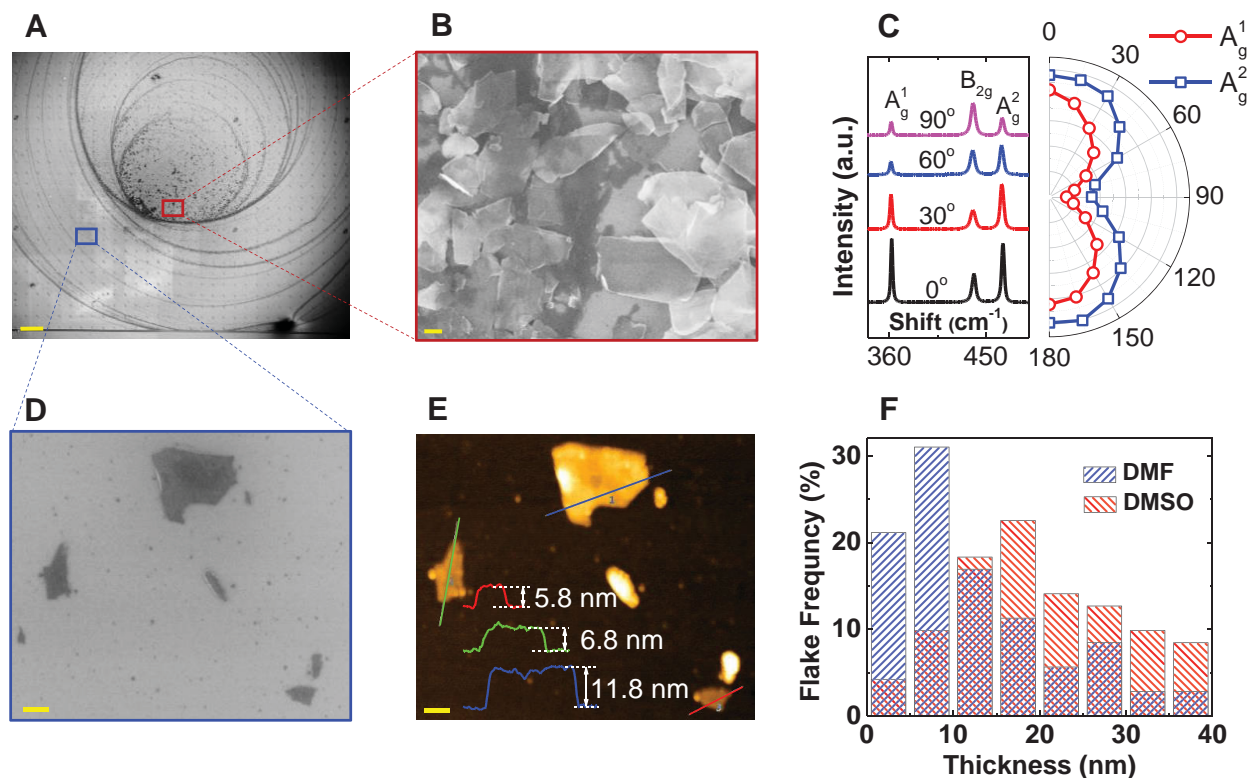 A
B
C
A¹g
B2g
A²g
90°
60°
30°
0°
Intensity (a.u.)
Shift (cm⁻¹)
360
450
0
30
60
90
120
150
180
A¹g
A²g
D
E
1
3
5.8 nm
6.8 nm
11.8 nm
F
DMF
DMSO
Flake Frequncy (%)
30
20
10
0
0
10
20
30
40
Thickness (nm)